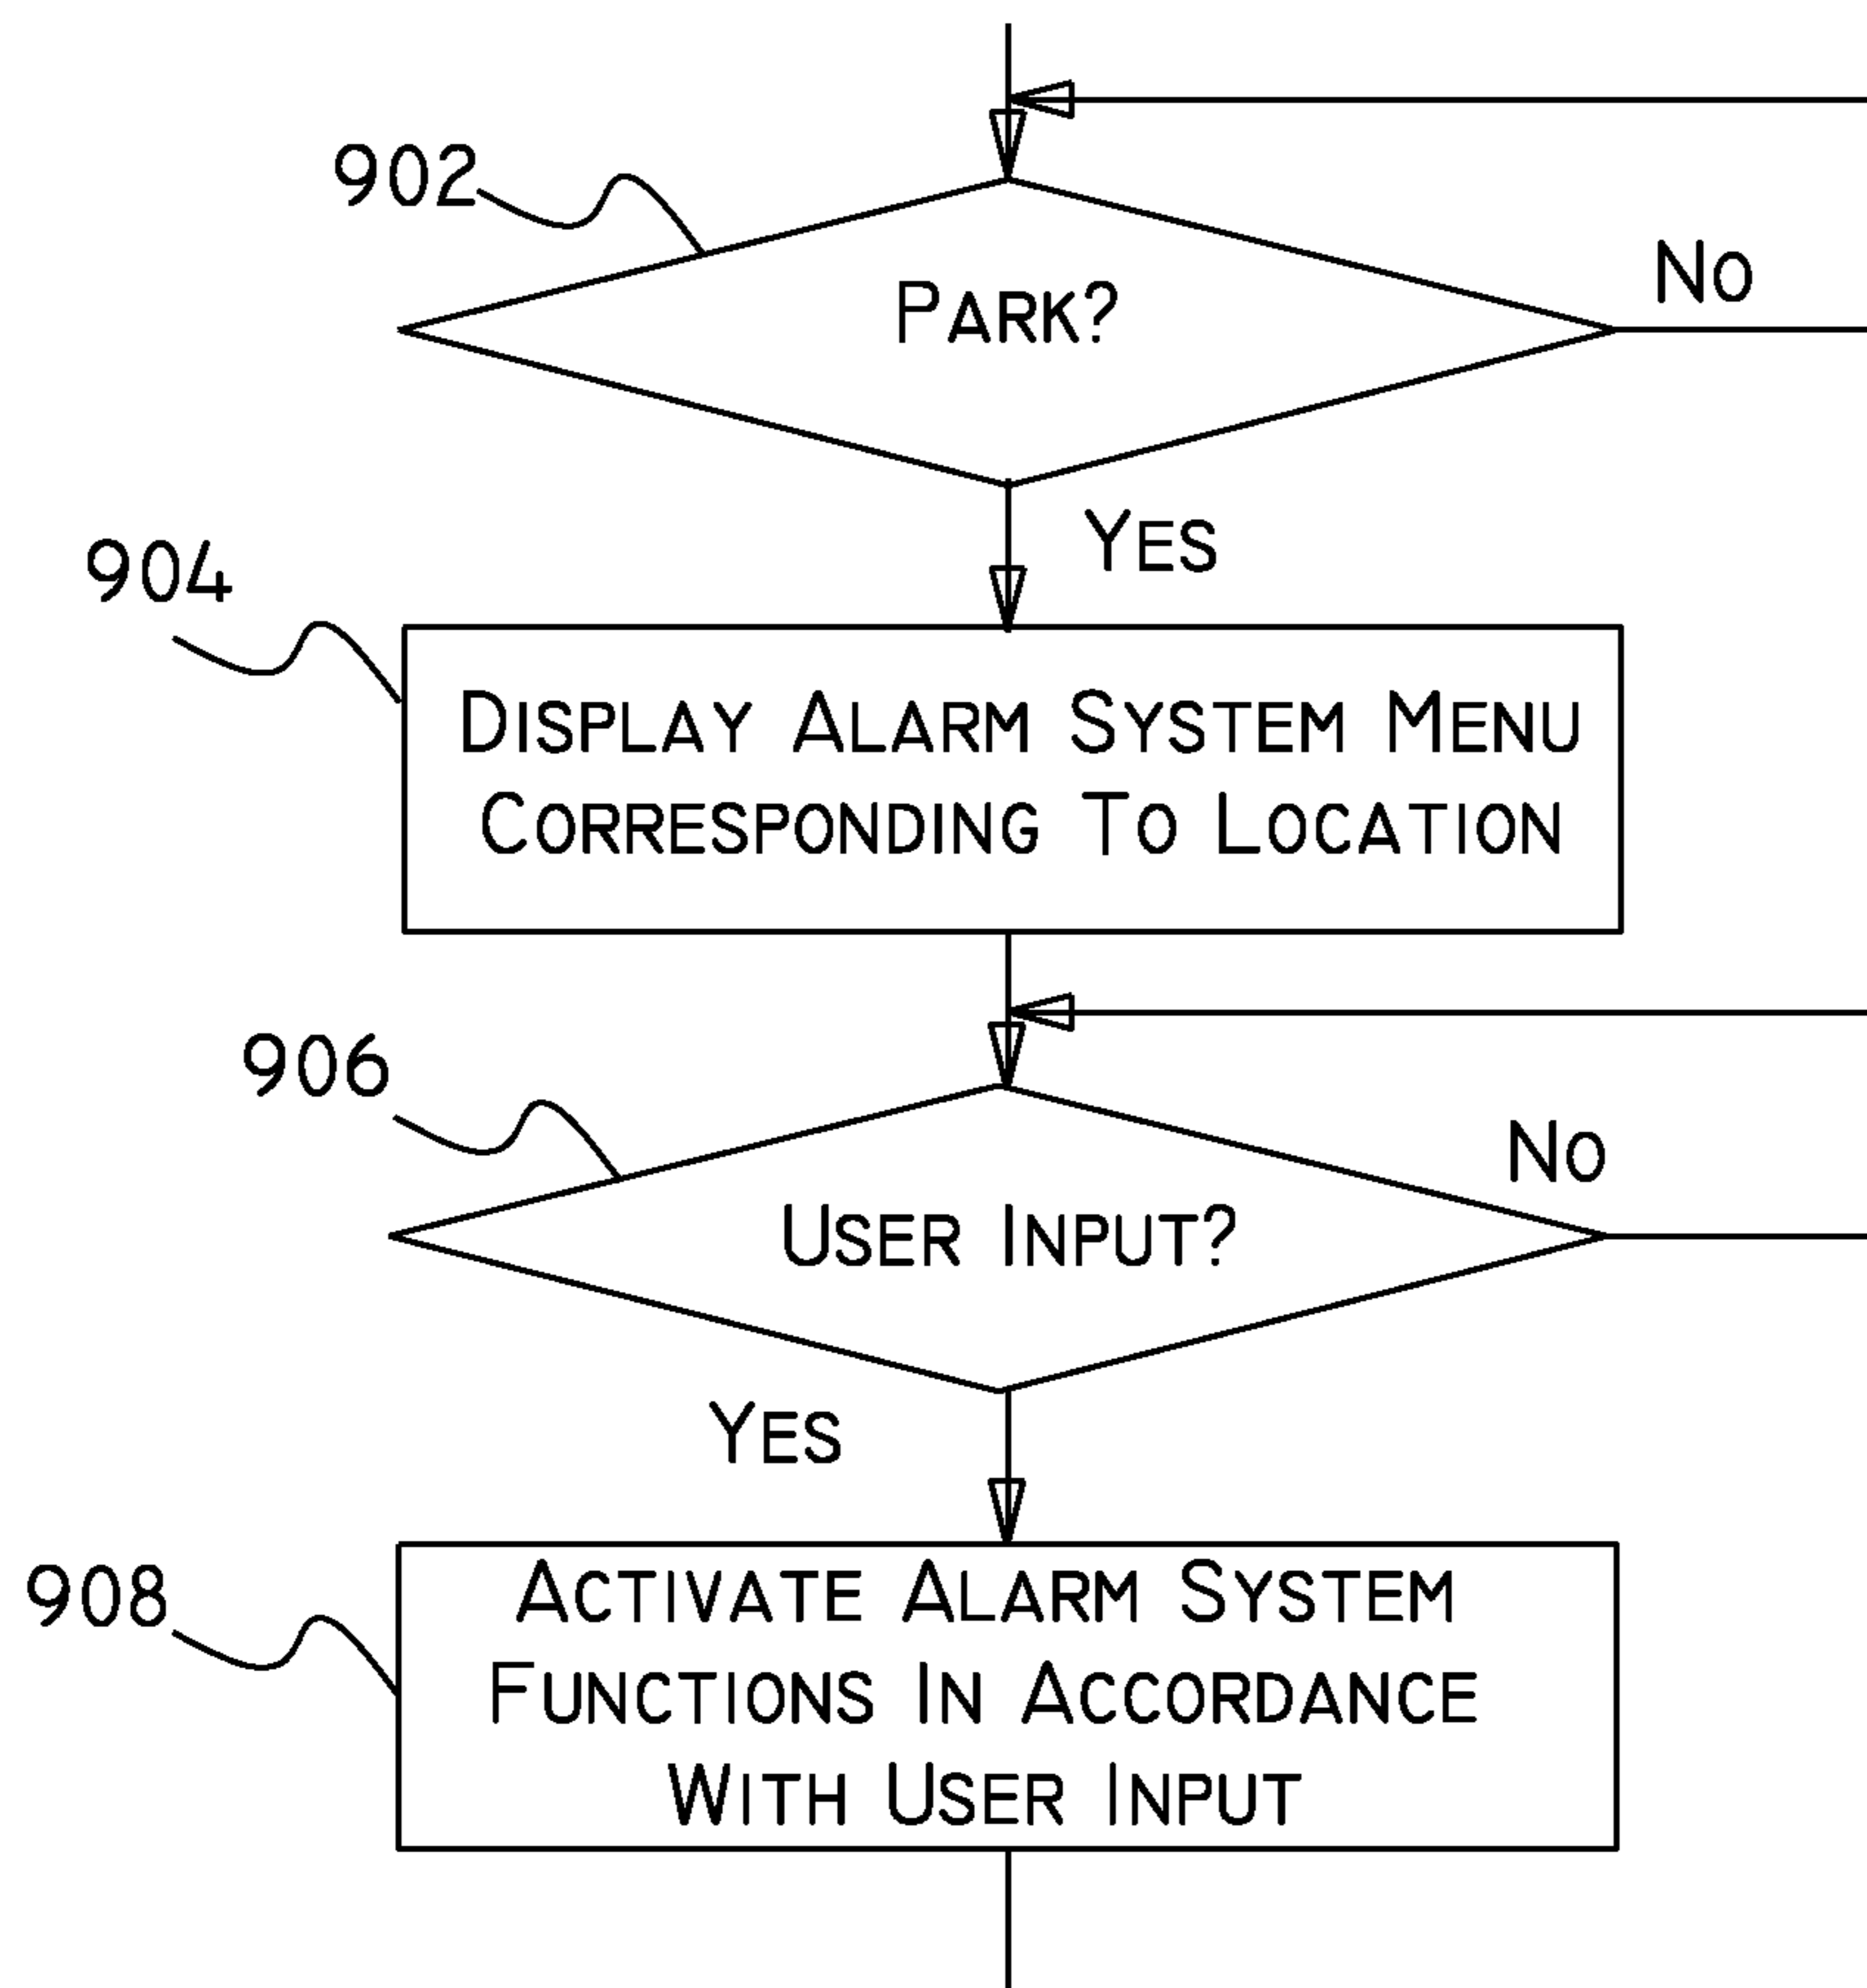 902
PARK?
NO
YES
904
DISPLAY ALARM SYSTEM MENU
CORRESPONDING TO LOCATION
906
NO
USER INPUT?
YES
908
ACTIVATE ALARM SYSTEM
FUNCTIONS IN ACCORDANCE
WITH USER INPUT